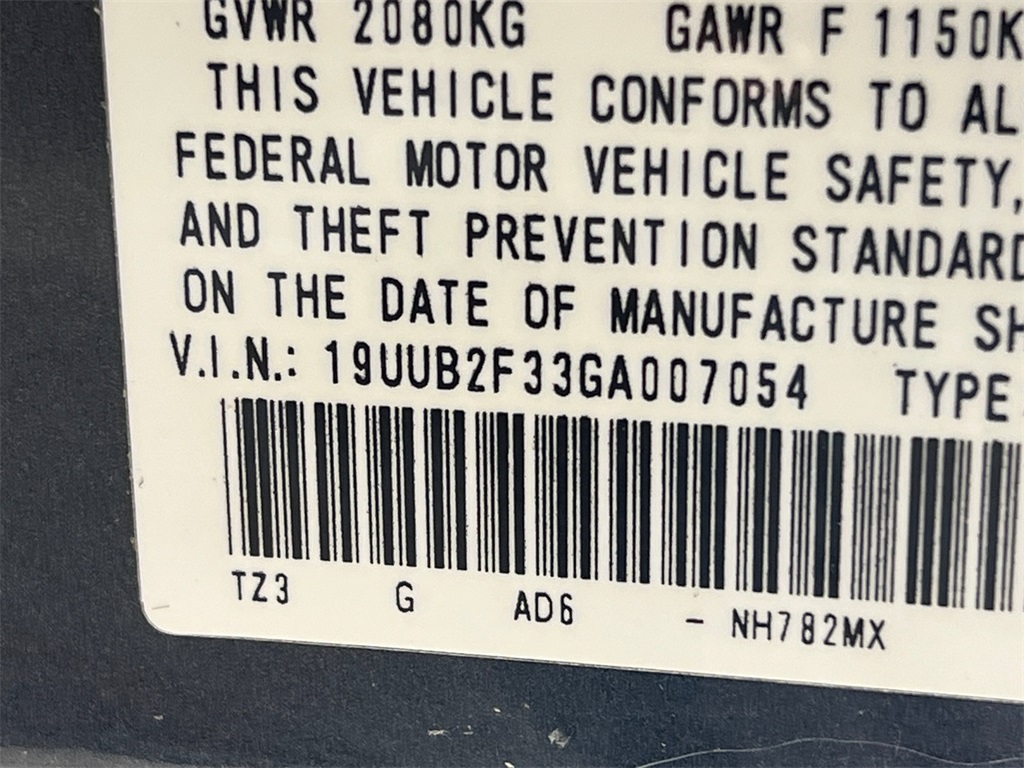 GVWR 2080KG GAWR F 1150K
THIS VEHICLE CONFORMS TO AL
FEDERAL MOTOR VEHICLE SAFETY,
AND THEFT PREVENTION STANDARD
ON THE DATE OF MANUFACTURE SH
V.I.N.: 19UUB2F33GA007054 TYPE
TZ3 G AD6 - NH782MX